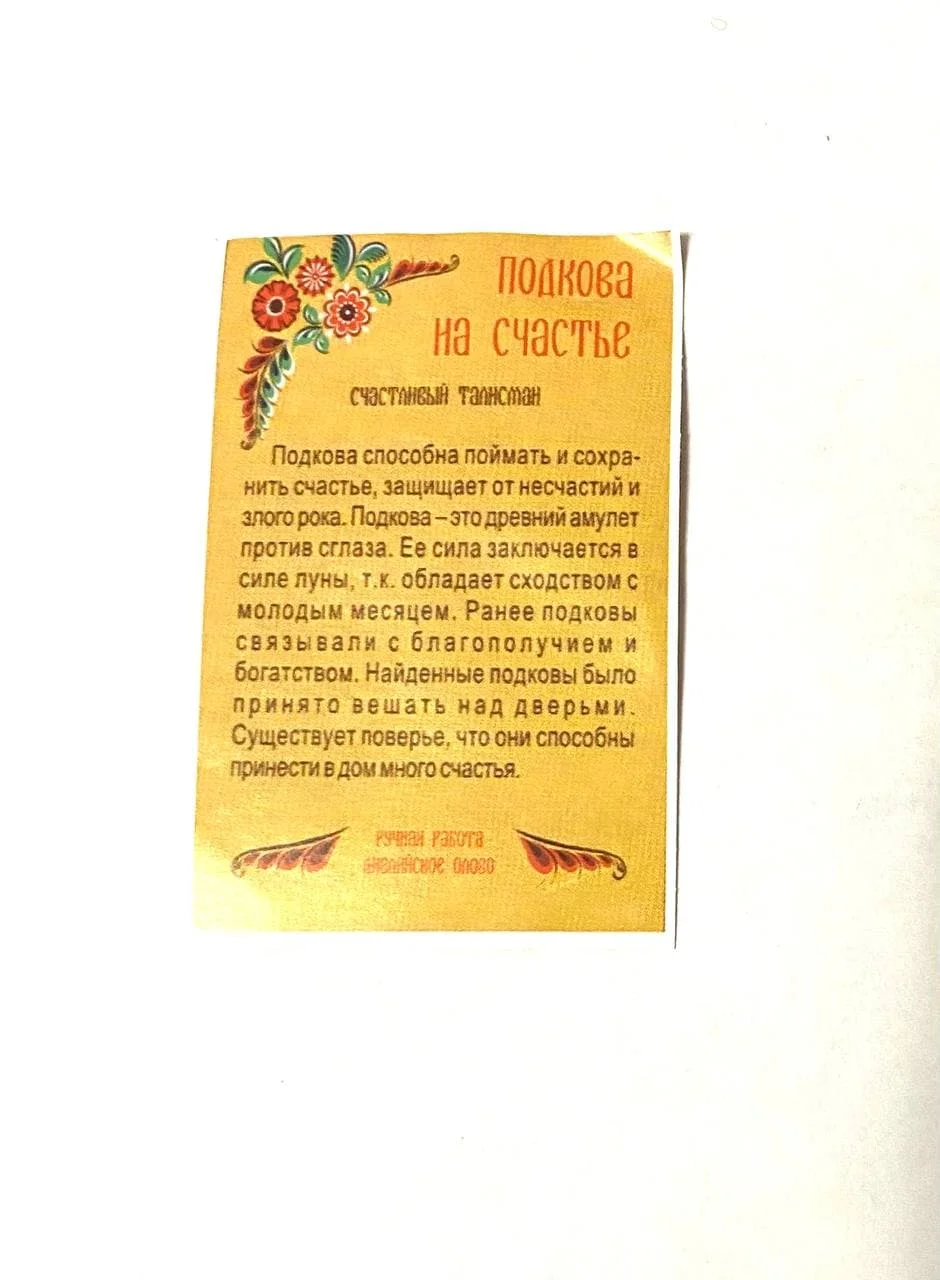 ПОДКОВА
НА СЧАСТЬЕ
СЧАСТЛИВЫЙ ТАЛИСМАН
Подкова способна поймать и сохра-
нить счастье, защищает от несчастий и
злого рока. Подкова – это древний амулет
против сглаза. Ее сила заключается в
силе луны, т.к. обладает сходством с
молодым месяцем. Ранее подковы
связывали с благополучием и
богатством. Найденные подковы было
принято вешать над дверьми.
Существует поверье, что они способны
принести в дом много счастья.
РУЧНАЯ РАБОТА
АНГЛИЙСКОЕ ОЛОВО